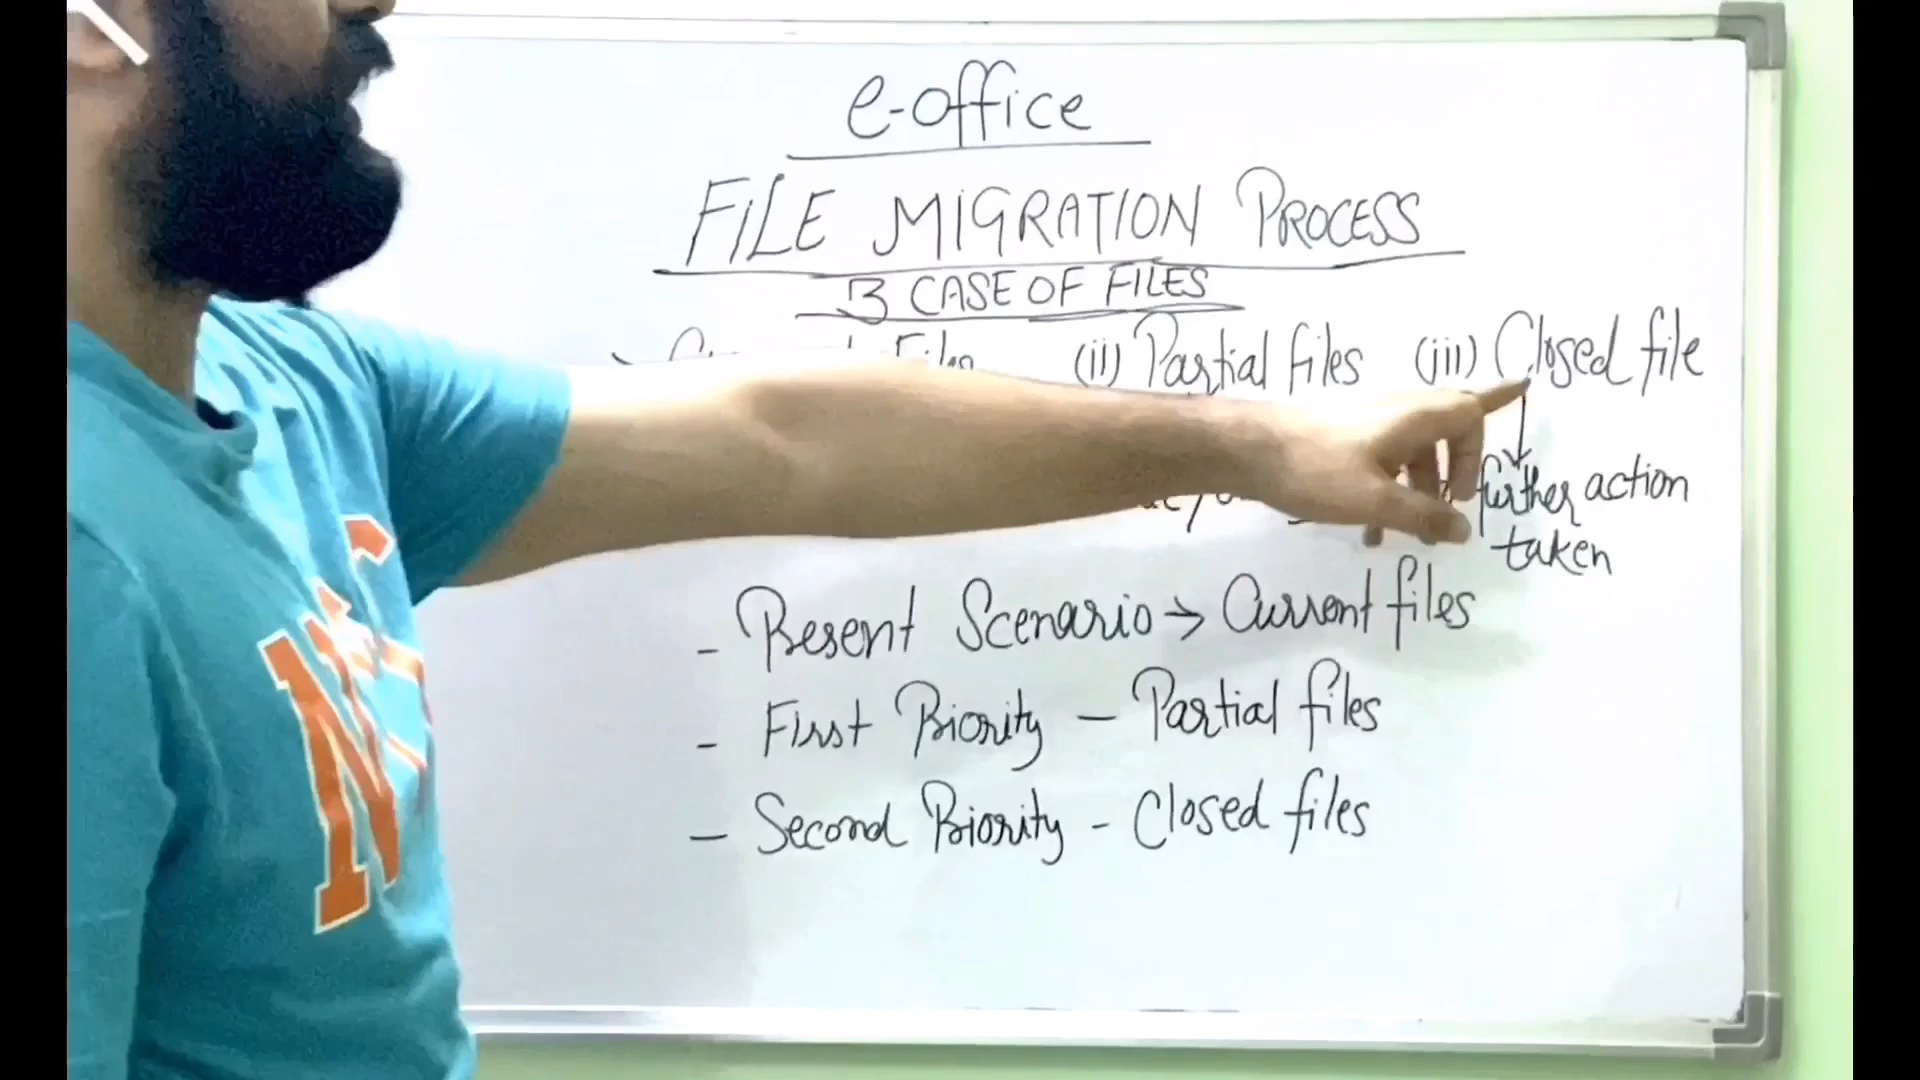 e-office
FILE MIGRATION PROCESS
3 CASE OF FILES
Files (ii) Partial files (iii) Closed file
further action
taken
- Present Scenario → Current files
- First Priority - Partial files
- Second Priority - Closed files